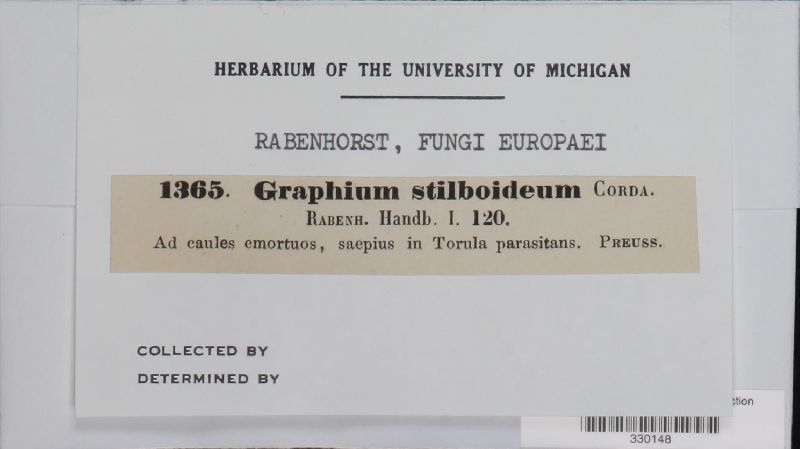 HERBARIUM OF THE UNIVERSITY OF MICHIGAN
RABENHORST, FUNGI EUROPAEI
1365. Graphium stilboideum CORDA.
RABENH. Handb. I. 120.
Ad caules emortuos, saepius in Torula parasitans. PREUSS.
COLLECTED BY
DETERMINED BY
330148